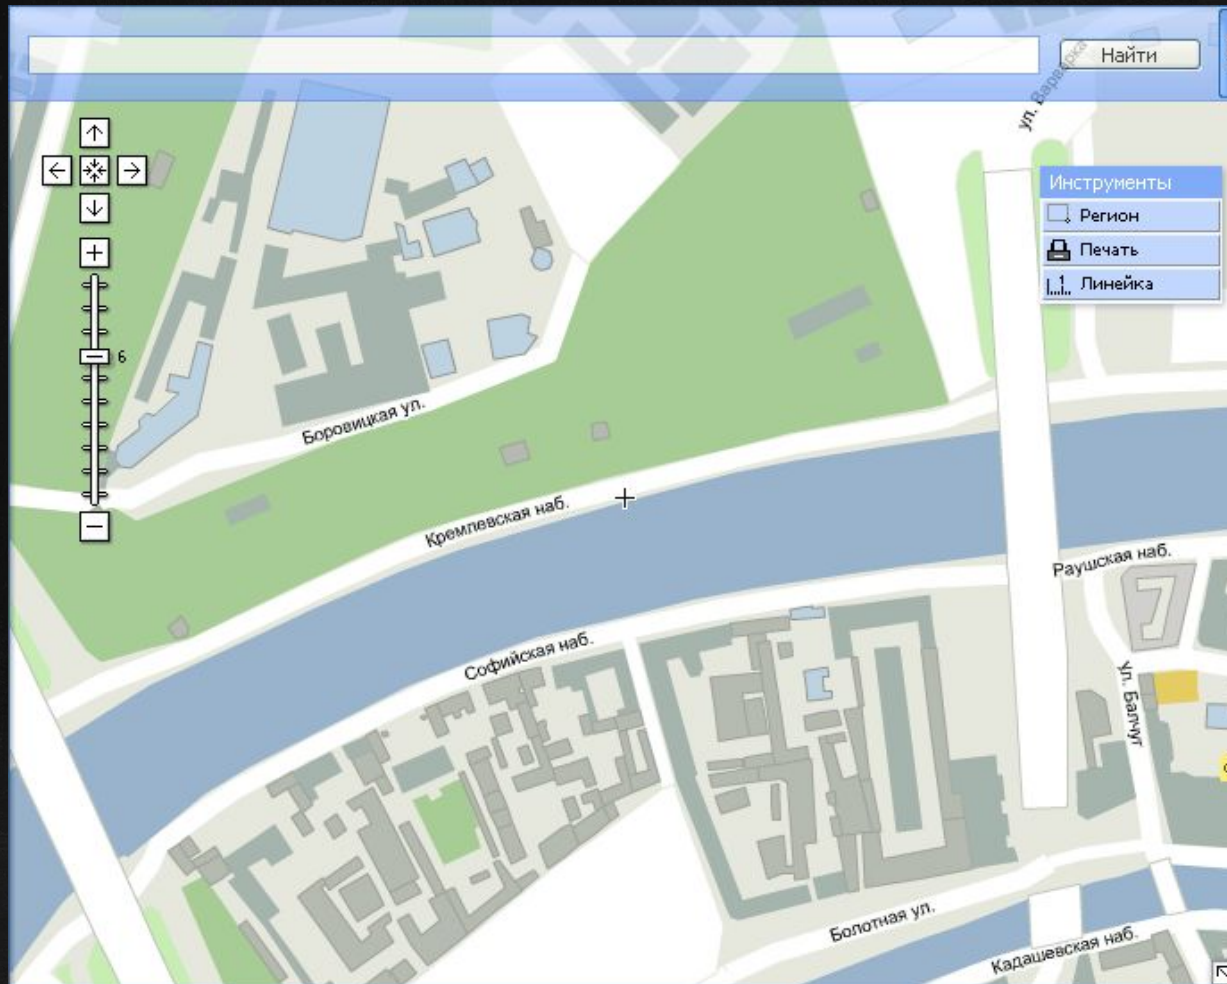 Найти
ул. Варварка
Инструменты
Регион
Печать
1
Линейка
6
Боровицкая ул.
Кремлевская наб.
Раушская наб.
Софийская наб.
ул. Балчуг
Болотная ул.
Кадашевская наб.